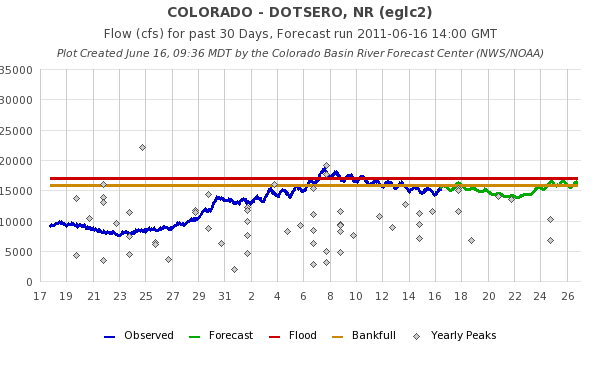 COLORADO - DOTSERO, NR (eglc2)
Flow (cfs) for past 30 Days, Forecast run 2011-06-16 14:00 GMT
Plot Created June 16, 09:36 MDT by the Colorado Basin River Forecast Center (NWS/NOAA)
35000
30000
25000
20000
15000
10000
5000
0
17 19 21 23 25 27 29 31 2 4 6 8 10 12 14 16 18 20 22 24 26
Observed Forecast Flood Bankfull Yearly Peaks